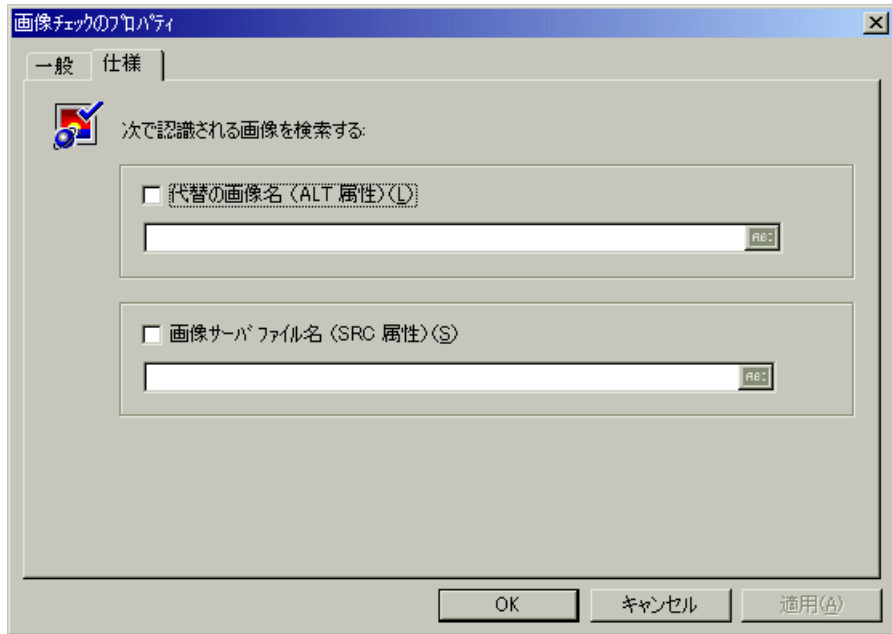 画像ﾁｪｯｸのﾌﾟﾛﾊﾟﾃｨ
一般 仕様
次で認識される画像を検索する:
代替の画像名 (ALT 属性)(L)
ABC
画像ｻｰﾊﾞ ﾌｧｲﾙ名 (SRC 属性)(S)
ABC
OK ｷｬﾝｾﾙ 適用(A)